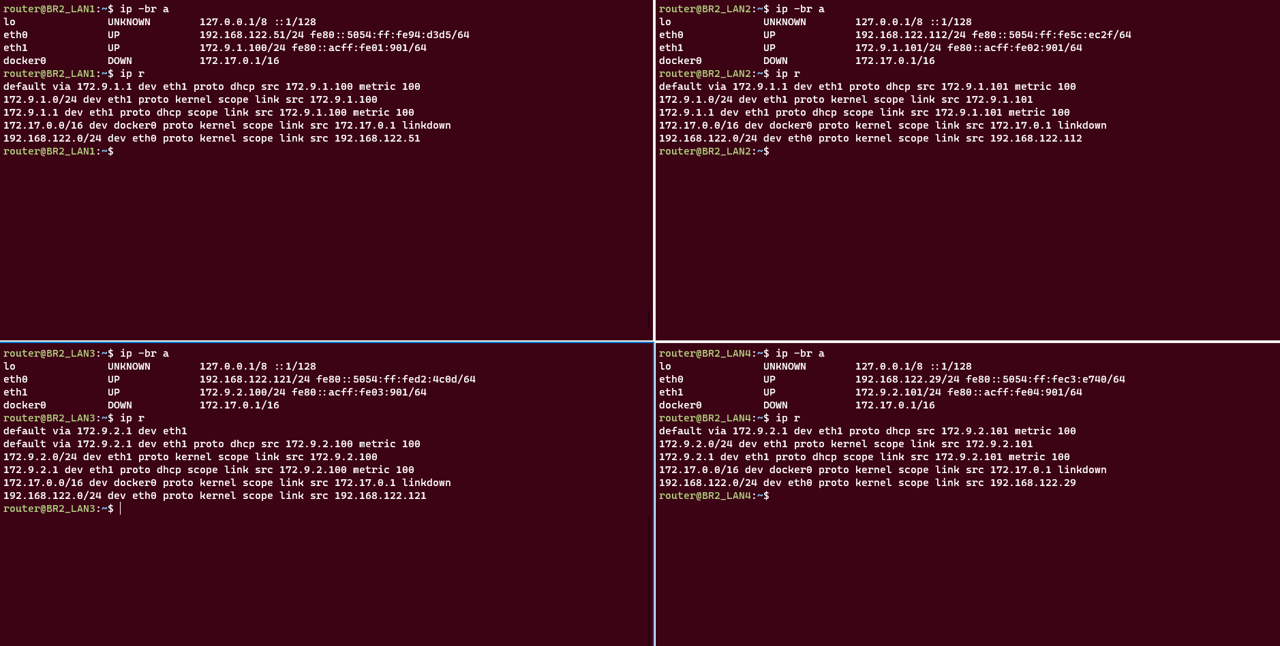 router@BR2_LAN1:~$ ip -br a
lo UNKNOWN 127.0.0.1/8 ::1/128
eth0 UP 192.168.122.51/24 fe80::5054:ff:fe94:d3d5/64
eth1 UP 172.9.1.100/24 fe80::acff:fe01:901/64
docker0 DOWN 172.17.0.1/16
router@BR2_LAN1:~$ ip r
default via 172.9.1.1 dev eth1 proto dhcp src 172.9.1.100 metric 100
172.9.1.0/24 dev eth1 proto kernel scope link src 172.9.1.100
172.9.1.1 dev eth1 proto dhcp scope link src 172.9.1.100 metric 100
172.17.0.0/16 dev docker0 proto kernel scope link src 172.17.0.1 linkdown
192.168.122.0/24 dev eth0 proto kernel scope link src 192.168.122.51
router@BR2_LAN1:~$
router@BR2_LAN2:~$ ip -br a
lo UNKNOWN 127.0.0.1/8 ::1/128
eth0 UP 192.168.122.112/24 fe80::5054:ff:fe5c:ec2f/64
eth1 UP 172.9.1.101/24 fe80::acff:fe02:901/64
docker0 DOWN 172.17.0.1/16
router@BR2_LAN2:~$ ip r
default via 172.9.1.1 dev eth1 proto dhcp src 172.9.1.101 metric 100
172.9.1.0/24 dev eth1 proto kernel scope link src 172.9.1.101
172.9.1.1 dev eth1 proto dhcp scope link src 172.9.1.101 metric 100
172.17.0.0/16 dev docker0 proto kernel scope link src 172.17.0.1 linkdown
192.168.122.0/24 dev eth0 proto kernel scope link src 192.168.122.112
router@BR2_LAN2:~$
router@BR2_LAN3:~$ ip -br a
lo UNKNOWN 127.0.0.1/8 ::1/128
eth0 UP 192.168.122.121/24 fe80::5054:ff:fed2:4c0d/64
eth1 UP 172.9.2.100/24 fe80::acff:fe03:901/64
docker0 DOWN 172.17.0.1/16
router@BR2_LAN3:~$ ip r
default via 172.9.2.1 dev eth1
default via 172.9.2.1 dev eth1 proto dhcp src 172.9.2.100 metric 100
172.9.2.0/24 dev eth1 proto kernel scope link src 172.9.2.100
172.9.2.1 dev eth1 proto dhcp scope link src 172.9.2.100 metric 100
172.17.0.0/16 dev docker0 proto kernel scope link src 172.17.0.1 linkdown
192.168.122.0/24 dev eth0 proto kernel scope link src 192.168.122.121
router@BR2_LAN3:~$
router@BR2_LAN4:~$ ip -br a
lo UNKNOWN 127.0.0.1/8 ::1/128
eth0 UP 192.168.122.29/24 fe80::5054:ff:fec3:e740/64
eth1 UP 172.9.2.101/24 fe80::acff:fe04:901/64
docker0 DOWN 172.17.0.1/16
router@BR2_LAN4:~$ ip r
default via 172.9.2.1 dev eth1 proto dhcp src 172.9.2.101 metric 100
172.9.2.0/24 dev eth1 proto kernel scope link src 172.9.2.101
172.9.2.1 dev eth1 proto dhcp scope link src 172.9.2.101 metric 100
172.17.0.0/16 dev docker0 proto kernel scope link src 172.17.0.1 linkdown
192.168.122.0/24 dev eth0 proto kernel scope link src 192.168.122.29
router@BR2_LAN4:~$